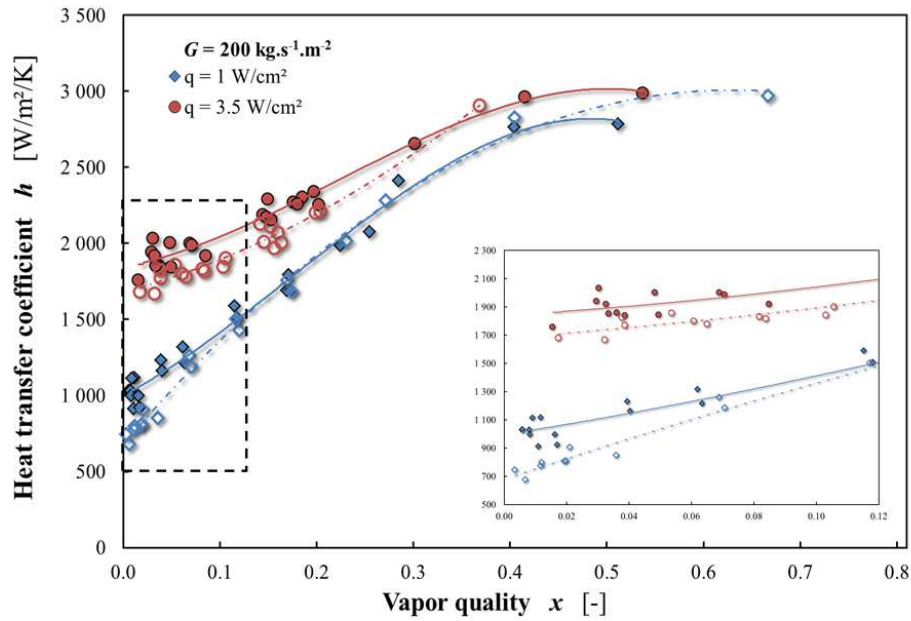 3 500
3 000
2 500
2 000
1 500
1 000
500
0
Heat transfer coefficient h [W/m²/K]
G = 200 kg.s⁻¹.m⁻²
q = 1 W/cm²
q = 3.5 W/cm²
2 300
2 100
1 900
1 700
1 500
1 300
1 100
900
700
500
0.00 0.02 0.04 0.06 0.08 0.10 0.12
0.0 0.1 0.2 0.3 0.4 0.5 0.6 0.7 0.8
Vapor quality x [-]